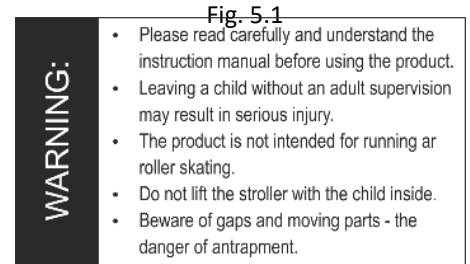 Fig. 5.1
WARNING:
• Please read carefully and understand the
instruction manual before using the product.
• Leaving a child without an adult supervision
may result in serious injury.
• The product is not intended for running ar
roller skating.
• Do not lift the stroller with the child inside.
• Beware of gaps and moving parts - the
danger of antrapment.